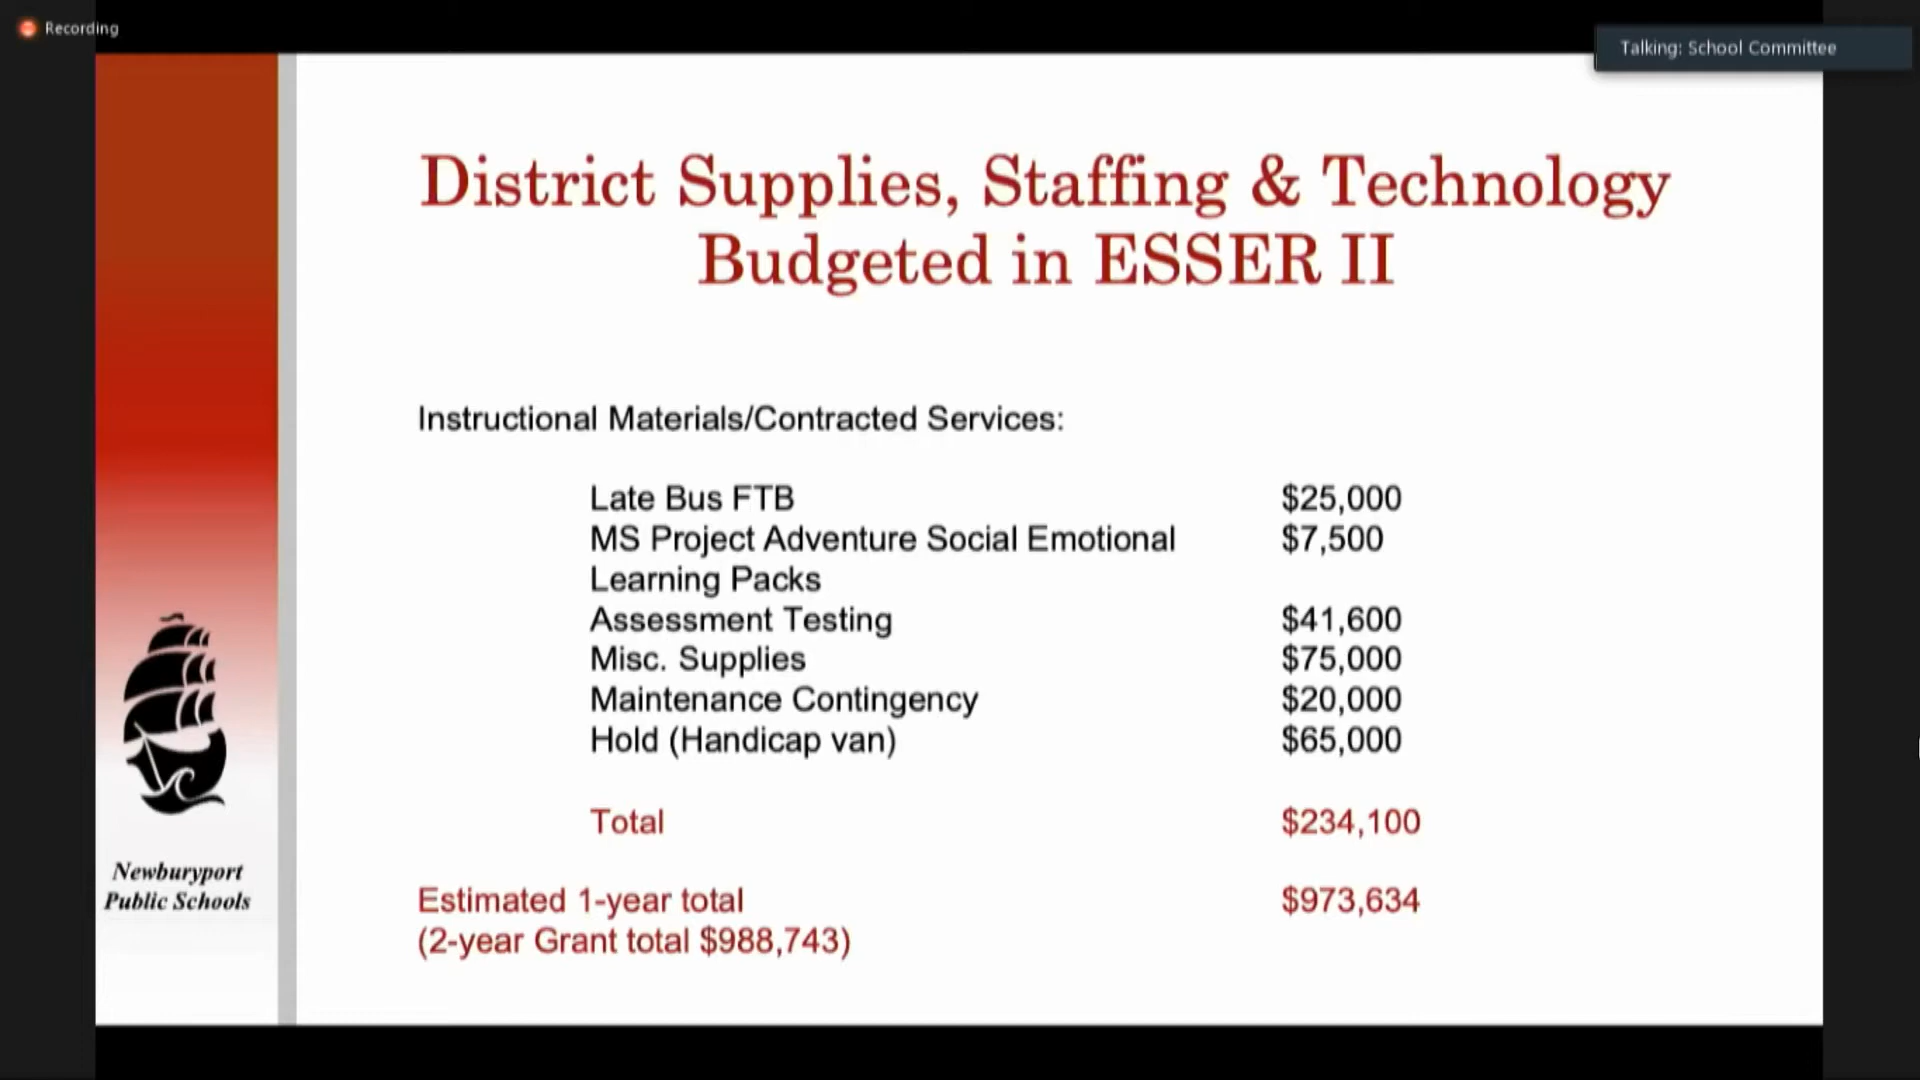 Recording
Talking: School Committee
District Supplies, Staffing & Technology
Budgeted in ESSER II
Instructional Materials/Contracted Services:
Late Bus FTB $25,000
MS Project Adventure Social Emotional $7,500
Learning Packs
Assessment Testing $41,600
Misc. Supplies $75,000
Maintenance Contingency $20,000
Hold (Handicap van) $65,000
Total $234,100
Estimated 1-year total $973,634
(2-year Grant total $988,743)
Newburyport
Public Schools